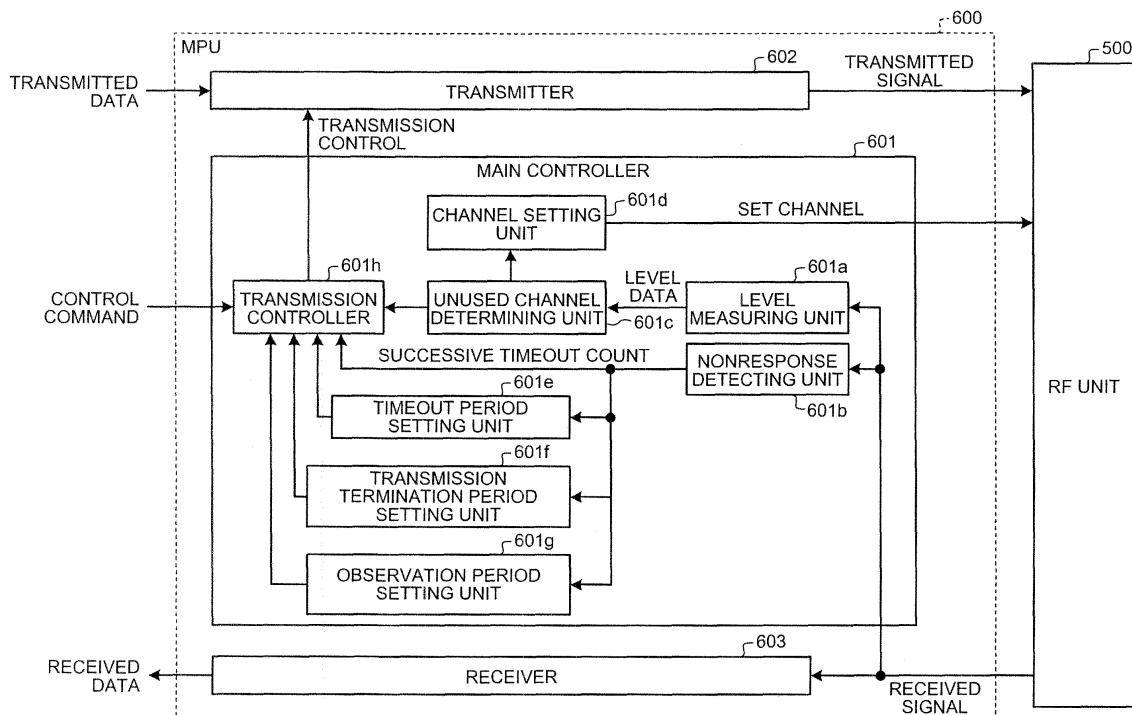 600
MPU
500
602
TRANSMITTED
DATA
TRANSMITTER
TRANSMITTED
SIGNAL
TRANSMISSION
CONTROL
601
MAIN CONTROLLER
601d
CHANNEL SETTING
UNIT
SET CHANNEL
601h
601a
CONTROL
COMMAND
TRANSMISSION
CONTROLLER
UNUSED CHANNEL
DETERMINING UNIT
601c
LEVEL
DATA
LEVEL
MEASURING UNIT
SUCCESSIVE TIMEOUT COUNT
NONRESPONSE
DETECTING UNIT
601b
RF UNIT
601e
TIMEOUT PERIOD
SETTING UNIT
601f
TRANSMISSION
TERMINATION PERIOD
SETTING UNIT
601g
OBSERVATION PERIOD
SETTING UNIT
603
RECEIVED
DATA
RECEIVER
RECEIVED
SIGNAL